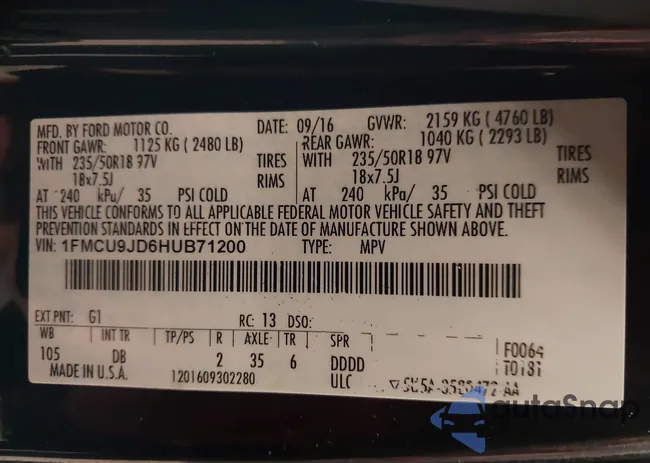 MFD. BY FORD MOTOR CO. DATE: 09/16 GVWR: 2159 KG ( 4760 LB)
FRONT GAWR: 1125 KG ( 2480 LB) REAR GAWR: 1040 KG ( 2293 LB)
WITH 235/50R18 97V TIRES WITH 235/50R18 97V TIRES
18x7.5J RIMS 18x7.5J RIMS
AT 240 kPa/ 35 PSI COLD AT 240 kPa/ 35 PSI COLD
THIS VEHICLE CONFORMS TO ALL APPLICABLE FEDERAL MOTOR VEHICLE SAFETY AND THEFT
PREVENTION STANDARDS IN EFFECT ON THE DATE OF MANUFACTURE SHOWN ABOVE.
VIN: 1FMCU9JD6HUB71200 TYPE: MPV
EXT PNT: G1 RC: 13 DSO:
WB INT TR TP/PS R AXLE TR SPR F0064
105 DB 2 35 6 DDDD T0181
MADE IN U.S.A. 1201609302280 ULC
autoSnap